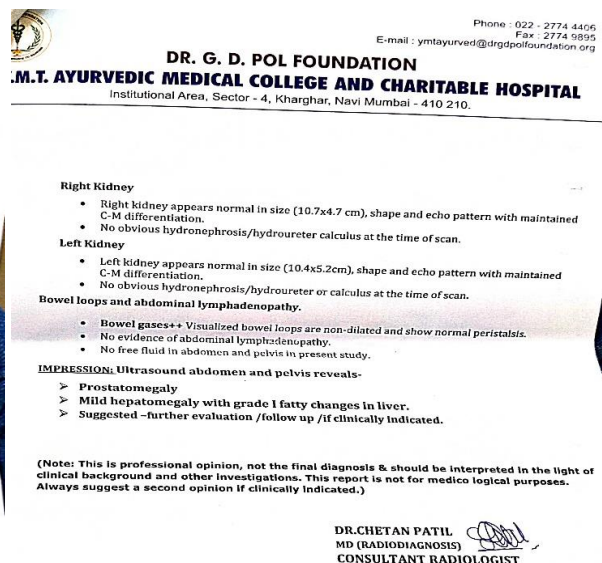 Phone : 022 - 2774 4406
Fax : 2774 9895
E-mail : ymtayurved@drgdpolfoundation.org
DR. G. D. POL FOUNDATION
.M.T. AYURVEDIC MEDICAL COLLEGE AND CHARITABLE HOSPITAL
Institutional Area, Sector - 4, Kharghar, Navi Mumbai - 410 210.
Right Kidney
• Right kidney appears normal in size (10.7x4.7 cm), shape and echo pattern with maintained
C-M differentiation.
• No obvious hydronephrosis/hydroureter calculus at the time of scan.
Left Kidney
• Left kidney appears normal in size (10.4x5.2cm), shape and echo pattern with maintained
C-M differentiation.
• No obvious hydronephrosis/hydroureter or calculus at the time of scan.
Bowel loops and abdominal lymphadenopathy.
• Bowel gases++ Visualized bowel loops are non-dilated and show normal peristalsis.
• No evidence of abdominal lymphadenopathy.
• No free fluid in abdomen and pelvis in present study.
IMPRESSION: Ultrasound abdomen and pelvis reveals-
➢ Prostatomegaly
➢ Mild hepatomegaly with grade I fatty changes in liver.
➢ Suggested –further evaluation /follow up /if clinically indicated.
(Note: This is professional opinion, not the final diagnosis & should be interpreted in the light of
clinical background and other investigations. This report is not for medico logical purposes.
Always suggest a second opinion if clinically indicated.)
DR.CHETAN PATIL
MD (RADIODIAGNOSIS)
CONSULTANT RADIOLOGIST